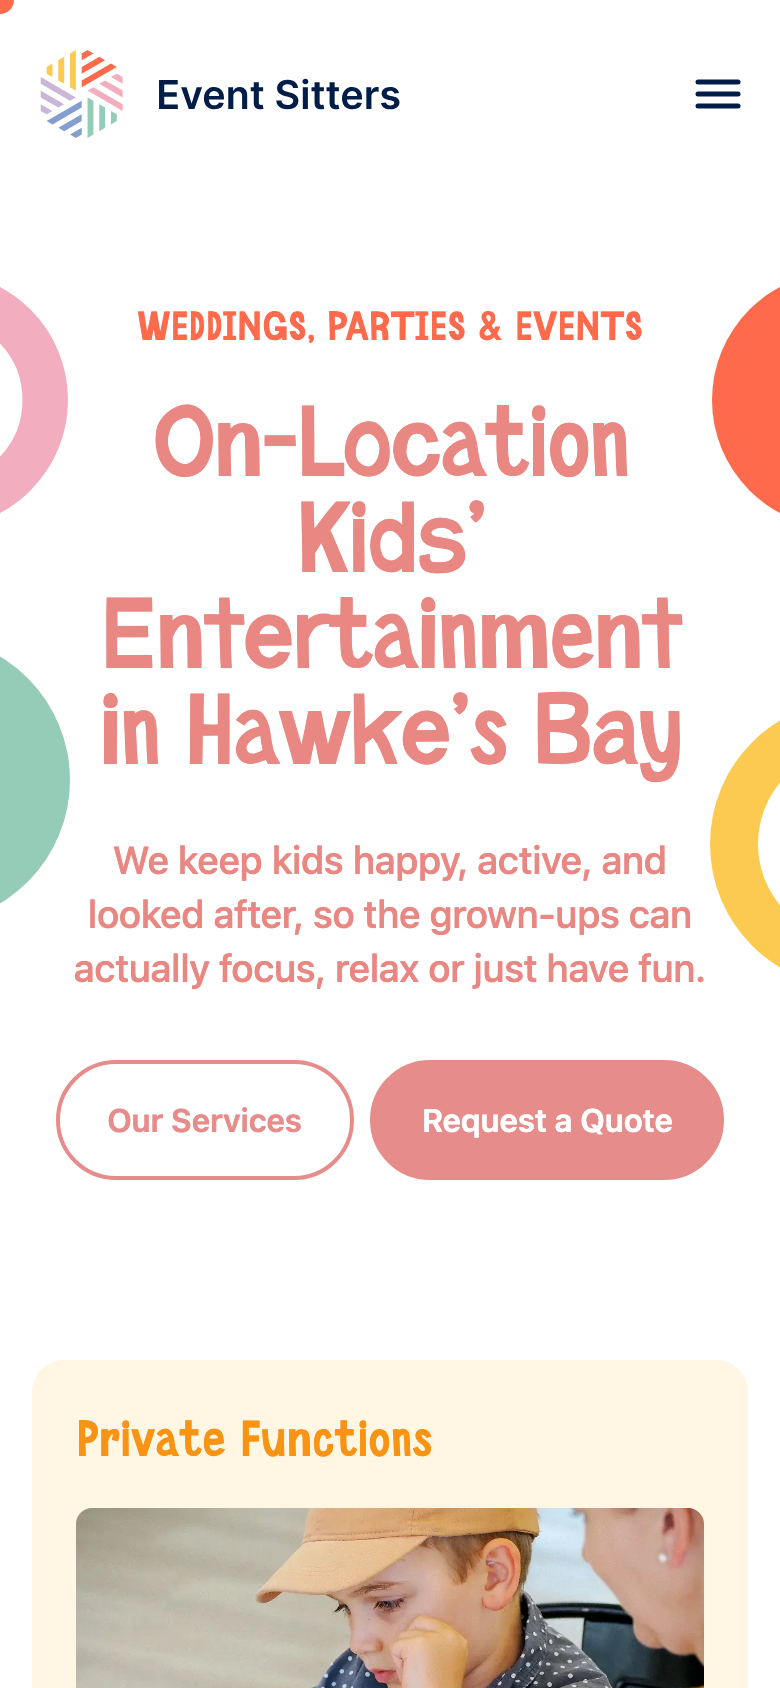 Event Sitters
WEDDINGS, PARTIES & EVENTS
On-Location
Kids’
Entertainment
in Hawke’s Bay
We keep kids happy, active, and
looked after, so the grown-ups can
actually focus, relax or just have fun.
Our Services
Request a Quote
Private Functions